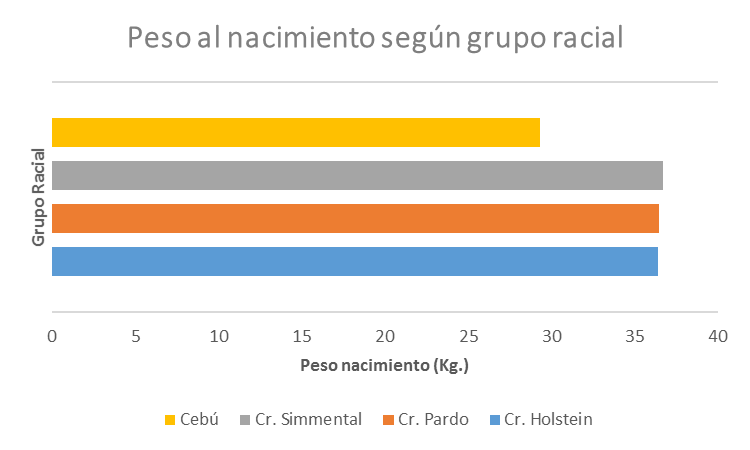 Peso al nacimiento según grupo racial
Grupo Racial
0 5 10 15 20 25 30 35 40
Peso nacimiento (Kg.)
Cebú Cr. Simmental Cr. Pardo Cr. Holstein